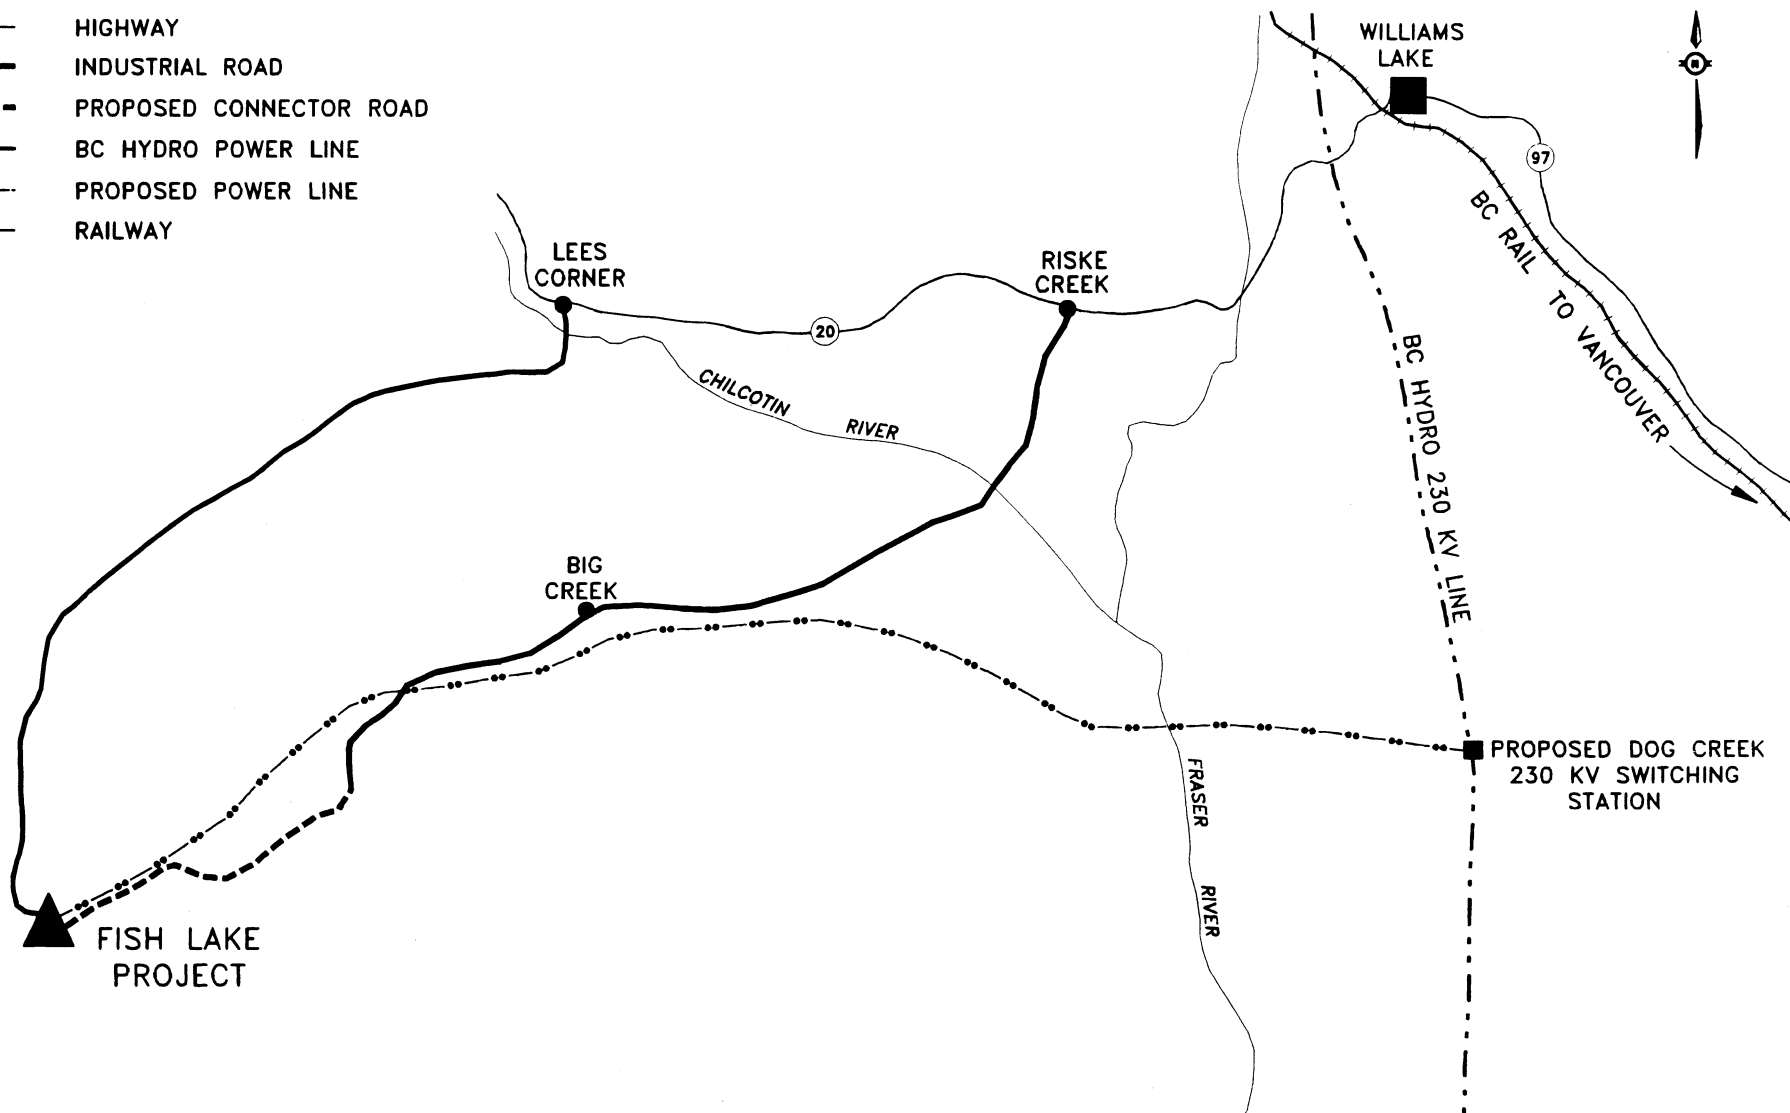 HIGHWAY
INDUSTRIAL ROAD
PROPOSED CONNECTOR ROAD
BC HYDRO POWER LINE
PROPOSED POWER LINE
RAILWAY
WILLIAMS
LAKE
N
97
BC RAIL TO VANCOUVER
LEES
CORNER
RISKE
CREEK
20
CHILCOTIN RIVER
BC HYDRO 230 KV LINE
BIG
CREEK
PROPOSED DOG CREEK
230 KV SWITCHING
STATION
FRASER RIVER
FISH LAKE
PROJECT